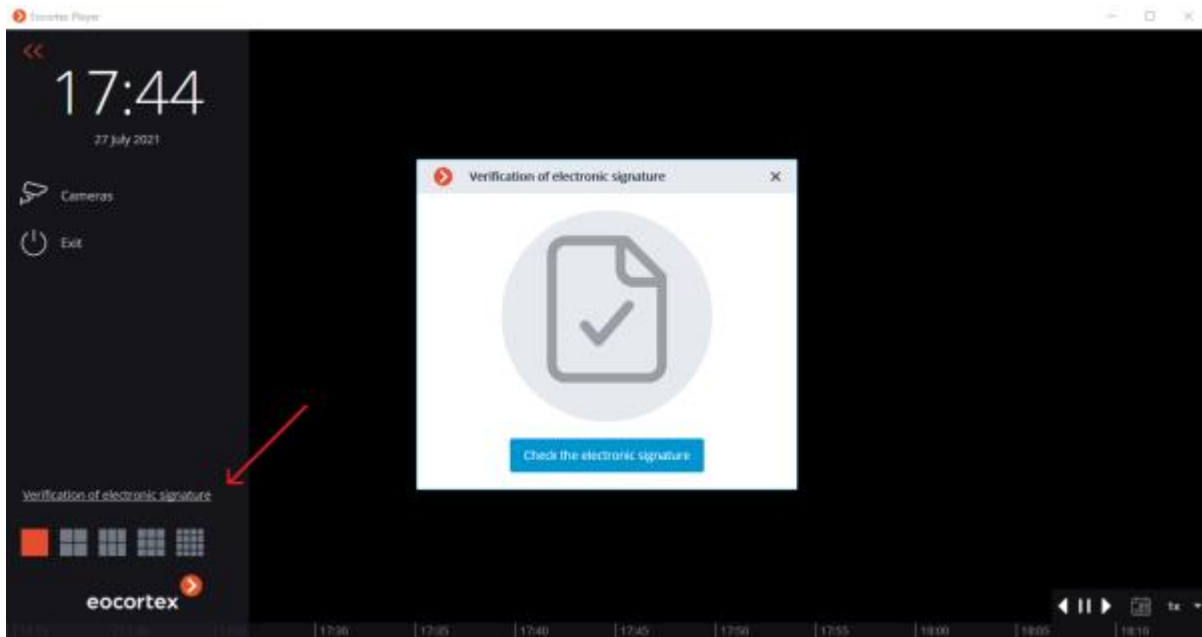 Eocortex Player
17:44
27 July 2021
Cameras
Exit
Verification of electronic signature
Check the electronic signature
Verification of electronic signature
eocortex
1x
17:30 17:35 17:40 17:45 17:50 17:55 18:00 18:05 18:10